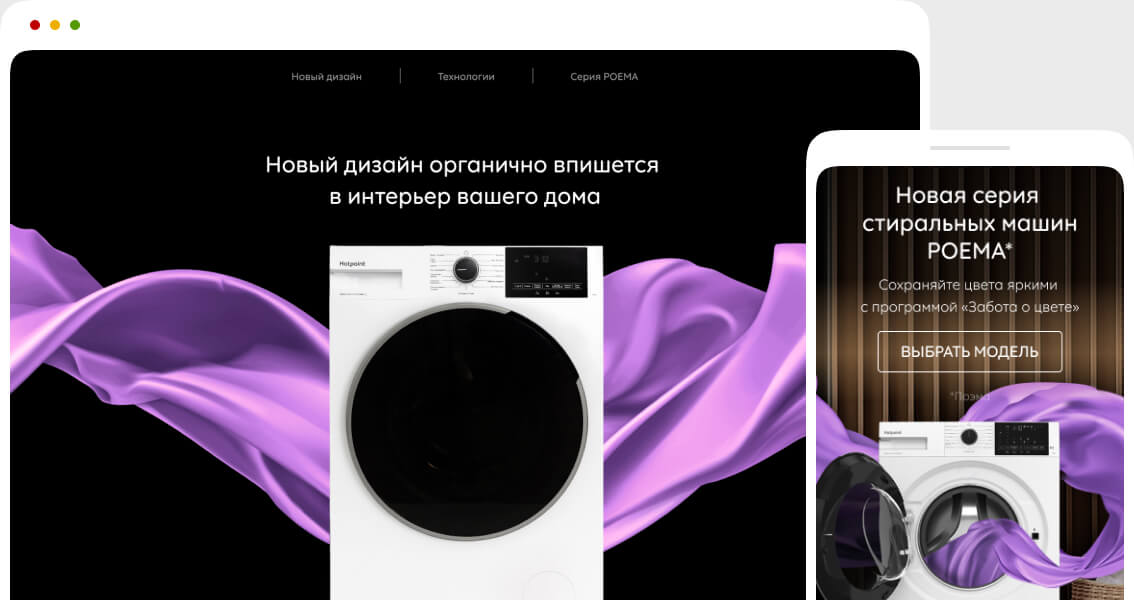 Новый дизайн
Технологии
Серия POEMA
Новый дизайн органично впишется
в интерьер вашего дома
Hotpoint
Новая серия
стиральных машин
POEMA*
Сохраняйте цвета яркими
с программой «Забота о цвете»
ВЫБРАТЬ МОДЕЛЬ
*Поэма
Hotpoint